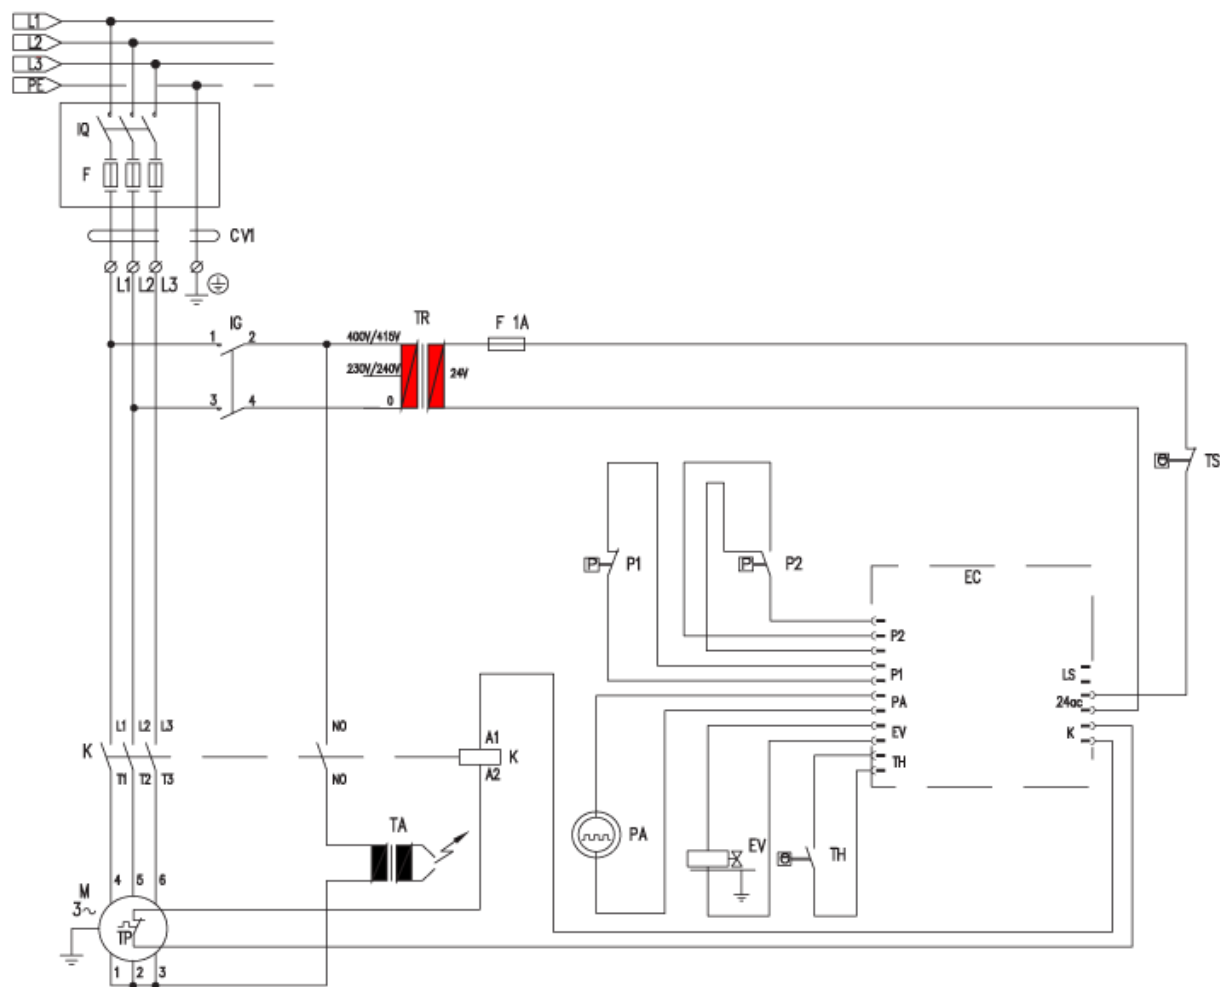 L1
L2
L3
PE
IQ
F
CV1
L1 L2 L3
IG
1 2
3 4
400V/415V
230V/240V
0
TR
24V
F 1A
TS
P1
P2
EC
P2
P1
PA
EV
TH
LS
24ac
K
L1 L2 L3
K
T1 T2 T3
NO
NO
A1
K
A2
TA
PA
EV
TH
4 5 6
M
3~
TP
1 2 3